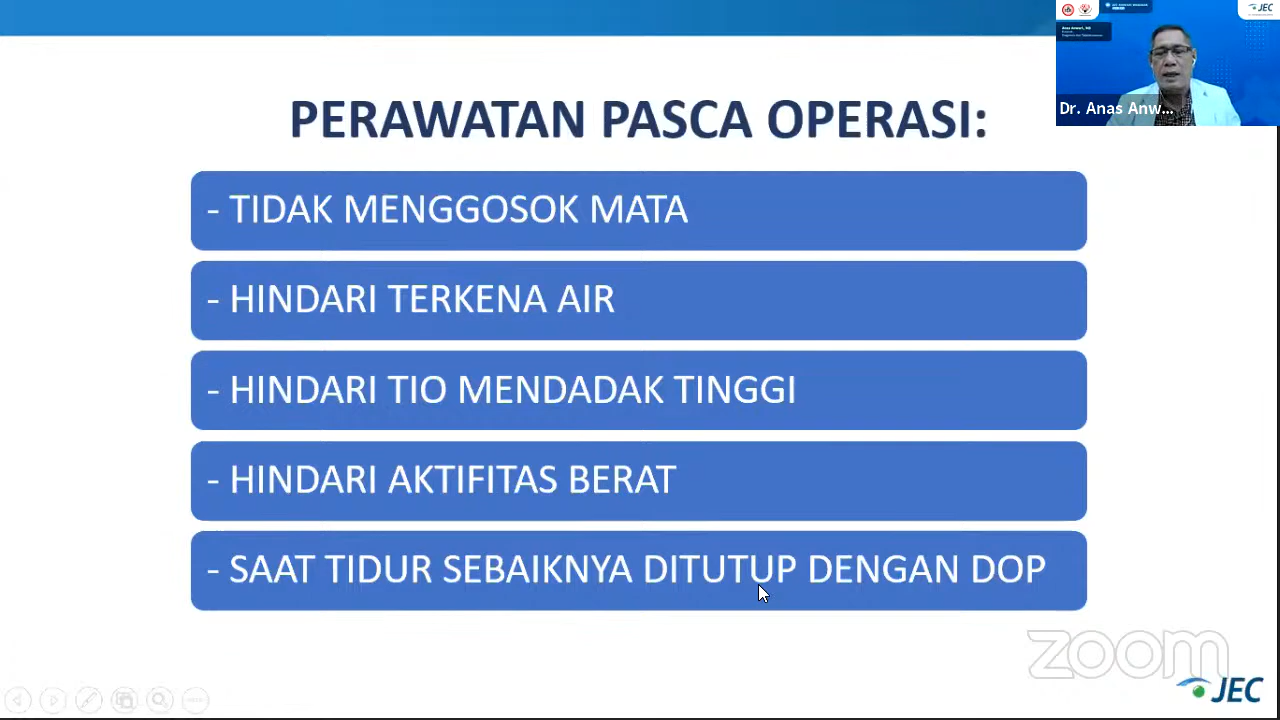 PERAWATAN PASCA OPERASI:
- TIDAK MENGGOSOK MATA
- HINDARI TERKENA AIR
- HINDARI TIO MENDADAK TINGGI
- HINDARI AKTIFITAS BERAT
- SAAT TIDUR SEBAIKNYA DITUTUP DENGAN DOP
JEC
Dr. Anas Anw...
zoom
JEC